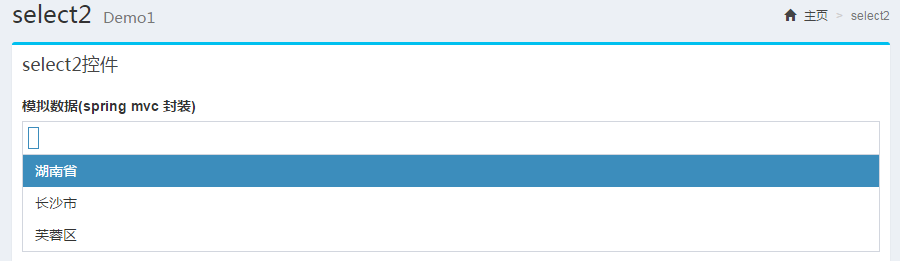 select2 Demo1
主页 > select2
select2控件
模拟数据(spring mvc 封装)
湖南省
长沙市
芙蓉区